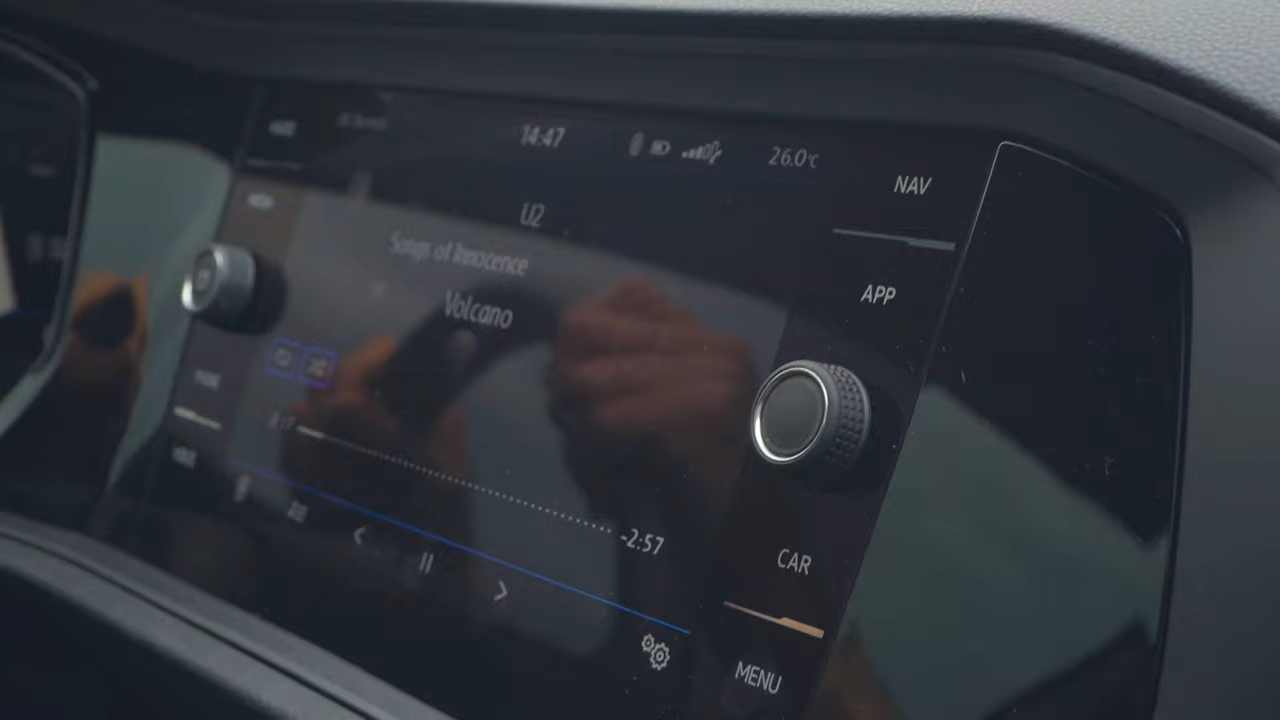 14:47
26.0°C
U2
Songs of Innocence
Volcano
-2:57
NAV
APP
CAR
MENU